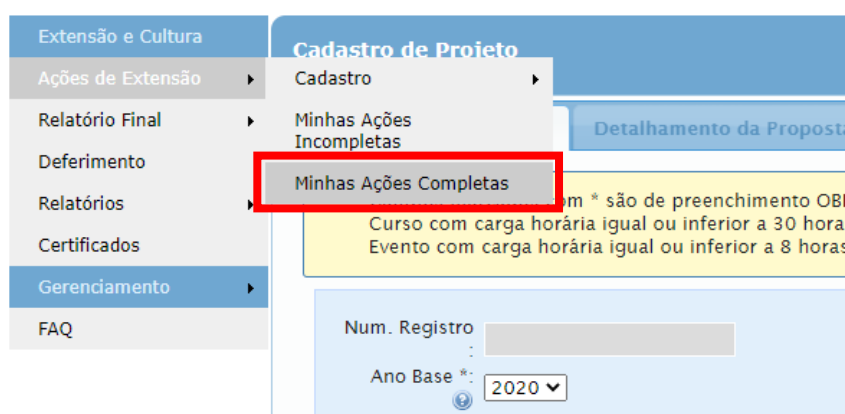 Extensão e Cultura
Ações de Extensão
Relatório Final
Deferimento
Relatórios
Certificados
Gerenciamento
FAQ
Cadastro de Projeto
Cadastro
Minhas Ações
Incompletas
Minhas Ações Completas
Detalhamento da Proposta
com * são de preenchimento OBI
Curso com carga horária igual ou inferior a 30 hora
Evento com carga horária igual ou inferior a 8 horas
Num. Registro
:
Ano Base *:
2020